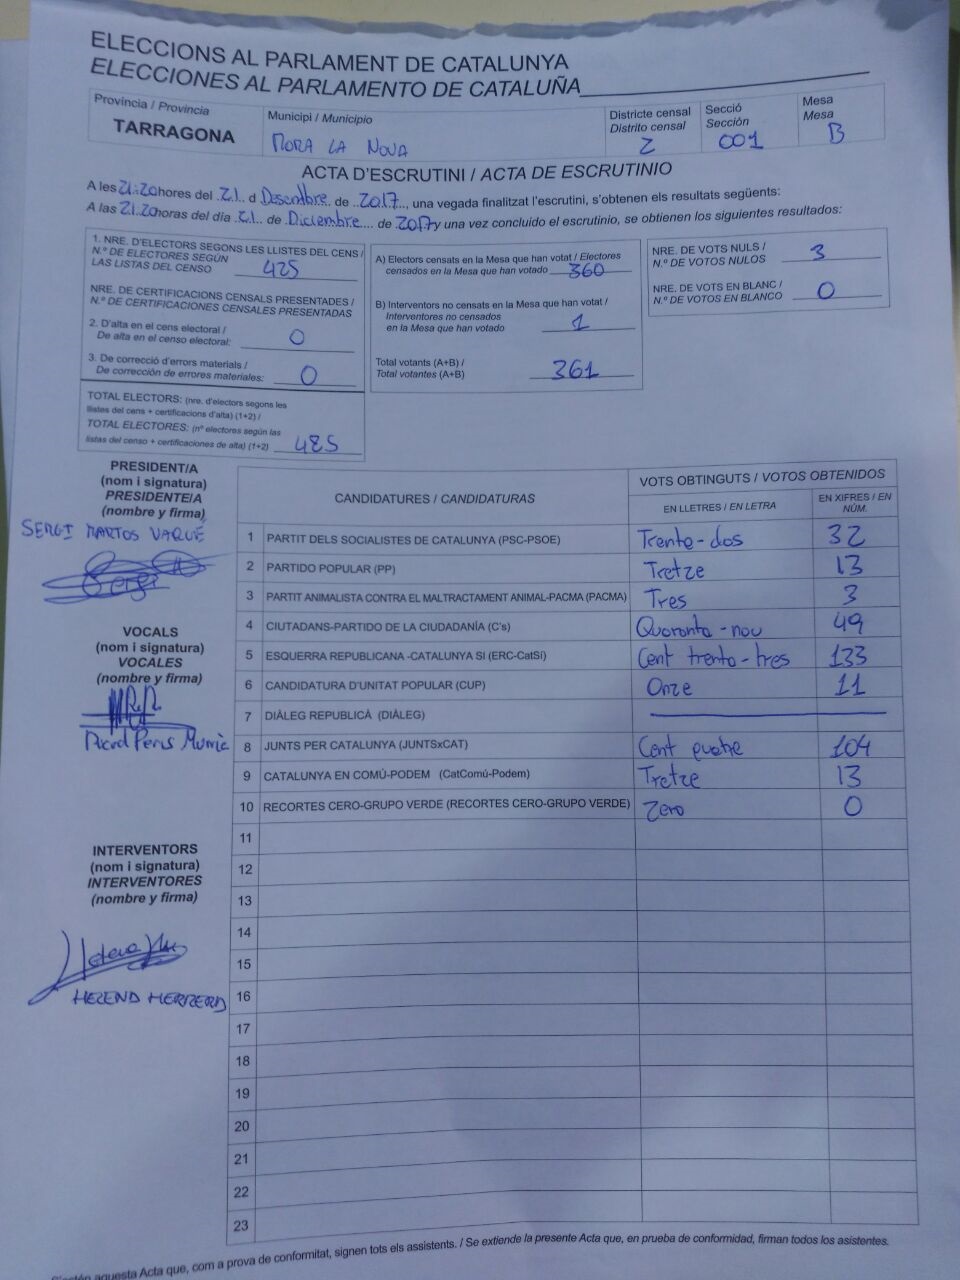 ELECCIONS AL PARLAMENT DE CATALUNYA
ELECCIONES AL PARLAMENTO DE CATALUÑA
Província / Provincia
TARRAGONA
Municipi / Municipio
MORA LA NOVA
Districte censal
Distrito censal
2
Secció
Sección
001
Mesa
Mesa
B
ACTA D'ESCRUTINI / ACTA DE ESCRUTINIO
A les 21:20 hores del 21 d Desembre de 2017, una vegada finalitzat l'escrutini, s'obtenen els resultats següents:
A las 21.20 horas del día 21 de Diciembre de 2017 y una vez concluido el escrutinio, se obtienen los siguientes resultados:
1. NRE. D'ELECTORS SEGONS LES LLISTES DEL CENS /
N.º DE ELECTORES SEGÚN
LAS LISTAS DEL CENSO 425
NRE. DE CERTIFICACIONS CENSALS PRESENTADES /
N.º DE CERTIFICACIONES CENSALES PRESENTADAS
2. D'alta en el cens electoral /
De alta en el censo electoral: 0
3. De correcció d'errors materials /
De corrección de errores materiales: 0
TOTAL ELECTORS: (nre. d'electors segons les
llistes del cens + certificacions d'alta) (1+2) /
TOTAL ELECTORES: (nº electores según las
listas del censo + certificaciones de alta) (1+2) 485
A) Electors censats en la Mesa que han votat / Electores
censados en la Mesa que han votado 360
B) Interventors no censats en la Mesa que han votat /
Interventores no censados
en la Mesa que han votado 1
Total votants (A+B) /
Total votantes (A+B) 361
NRE. DE VOTS NULS /
N.º DE VOTOS NULOS 3
NRE. DE VOTS EN BLANC /
N.º DE VOTOS EN BLANCO 0
PRESIDENT/A
(nom i signatura)
PRESIDENTE/A
(nombre y firma)
SERGI MARTOS VAQUÉ
Sergi
VOCALS
(nom i signatura)
VOCALES
(nombre y firma)
INTERVENTORS
(nom i signatura)
INTERVENTORES
(nombre y firma)
CANDIDATURES / CANDIDATURAS
VOTS OBTINGUTS / VOTOS OBTENIDOS
EN LLETRES / EN LETRA
EN XIFRES / EN NÚM.
1 PARTIT DELS SOCIALISTES DE CATALUNYA (PSC-PSOE) Trenta-dos 32
2 PARTIDO POPULAR (PP) Tretze 13
3 PARTIT ANIMALISTA CONTRA EL MALTRACTAMENT ANIMAL-PACMA (PACMA) Tres 3
4 CIUTADANS-PARTIDO DE LA CIUDADANÍA (C's) Quaranta-nou 49
5 ESQUERRA REPUBLICANA -CATALUNYA SÍ (ERC-CatSí) Cent trenta-tres 133
6 CANDIDATURA D'UNITAT POPULAR (CUP) Onze 11
7 DIÀLEG REPUBLICÀ (DIÀLEG)
8 JUNTS PER CATALUNYA (JUNTSxCAT) Cent quatre 104
9 CATALUNYA EN COMÚ-PODEM (CatComú-Podem) Tretze 13
10 RECORTES CERO-GRUPO VERDE (RECORTES CERO-GRUPO VERDE) Zero 0
11
12
13
14
15
16
17
18
19
20
21
22
23
aquesta Acta que, com a prova de conformitat, signen tots els assistents. / Se extiende la presente Acta que, en prueba de conformidad, firman todos los asistentes.